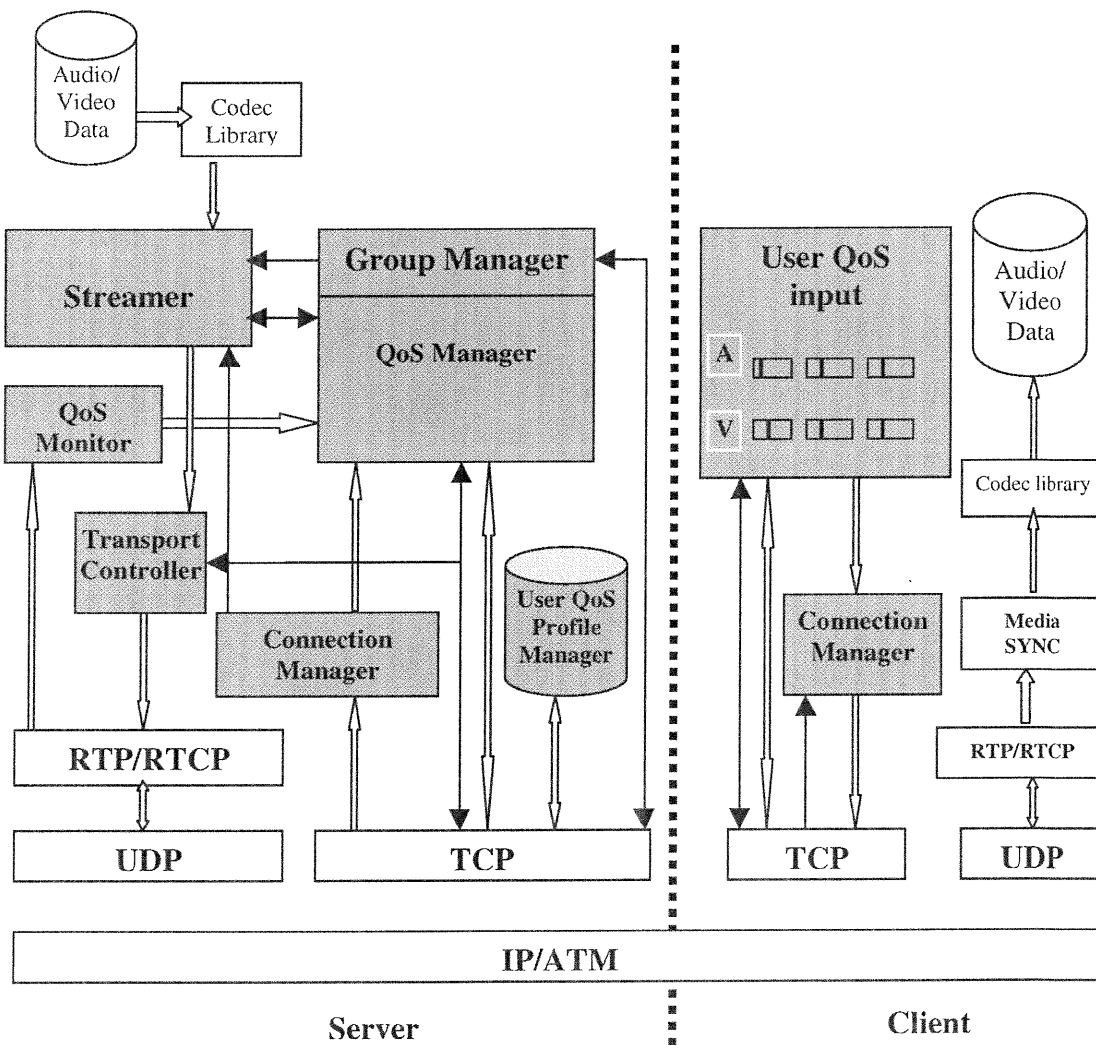 Audio/
Video
Data
Codec
Library
Streamer
Group Manager
QoS Manager
QoS
Monitor
Transport
Controller
Connection
Manager
User QoS
Profile
Manager
RTP/RTCP
UDP
TCP
User QoS
input
A
V
Audio/
Video
Data
Codec library
Media
SYNC
Connection
Manager
RTP/RTCP
TCP
UDP
IP/ATM
Server
Client